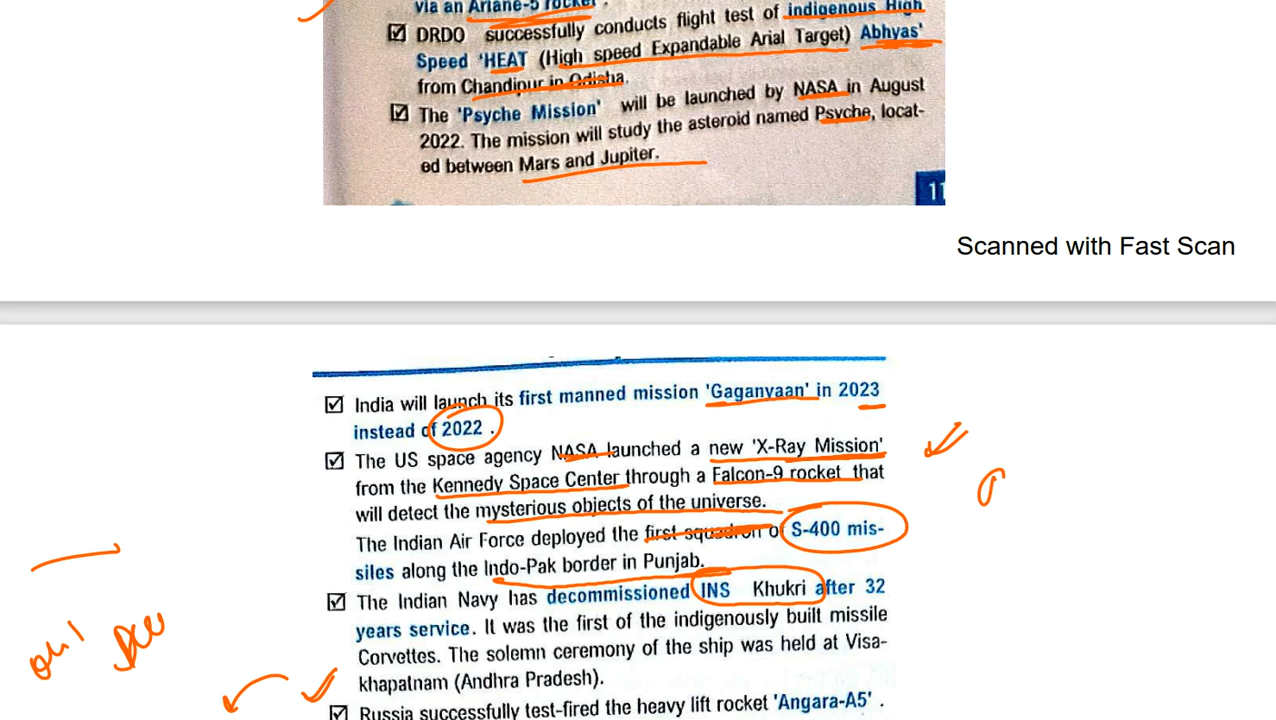 via an Ariane-5 rocket .
DRDO successfully conducts flight test of indigenous High
Speed 'HEAT (High speed Expandable Arial Target) Abhyas'
from Chandipur in Odisha.
The 'Psyche Mission' will be launched by NASA in August
2022. The mission will study the asteroid named Psyche, locat-
ed between Mars and Jupiter.
Scanned with Fast Scan
India will launch its first manned mission 'Gaganyaan' in 2023
instead of 2022 .
The US space agency NASA launched a new 'X-Ray Mission'
from the Kennedy Space Center through a Falcon-9 rocket that
will detect the mysterious objects of the universe.
The Indian Air Force deployed the first squadron of S-400 mis-
siles along the Indo-Pak border in Punjab.
The Indian Navy has decommissioned INS Khukri after 32
years service. It was the first of the indigenously built missile
Corvettes. The solemn ceremony of the ship was held at Visa-
khapatnam (Andhra Pradesh).
Russia successfully test-fired the heavy lift rocket 'Angara-A5' .